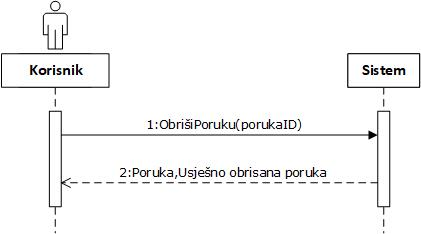 Korisnik
Sistem
1:ObrišiPoruku(porukaID)
2:Poruka,Usješno obrisana poruka